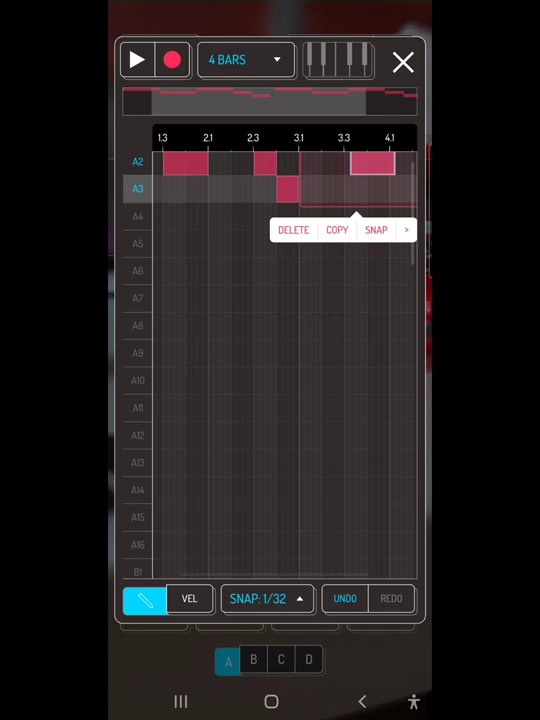 4 BARS
1.3 2.1 2.3 3.1 3.3 4.1
A2
A3
A4
DELETE COPY SNAP >
A5
A6
A7
A8
A9
A10
A11
A12
A13
A14
A15
A16
B1
VEL SNAP: 1/32 UNDO REDO
A B C D